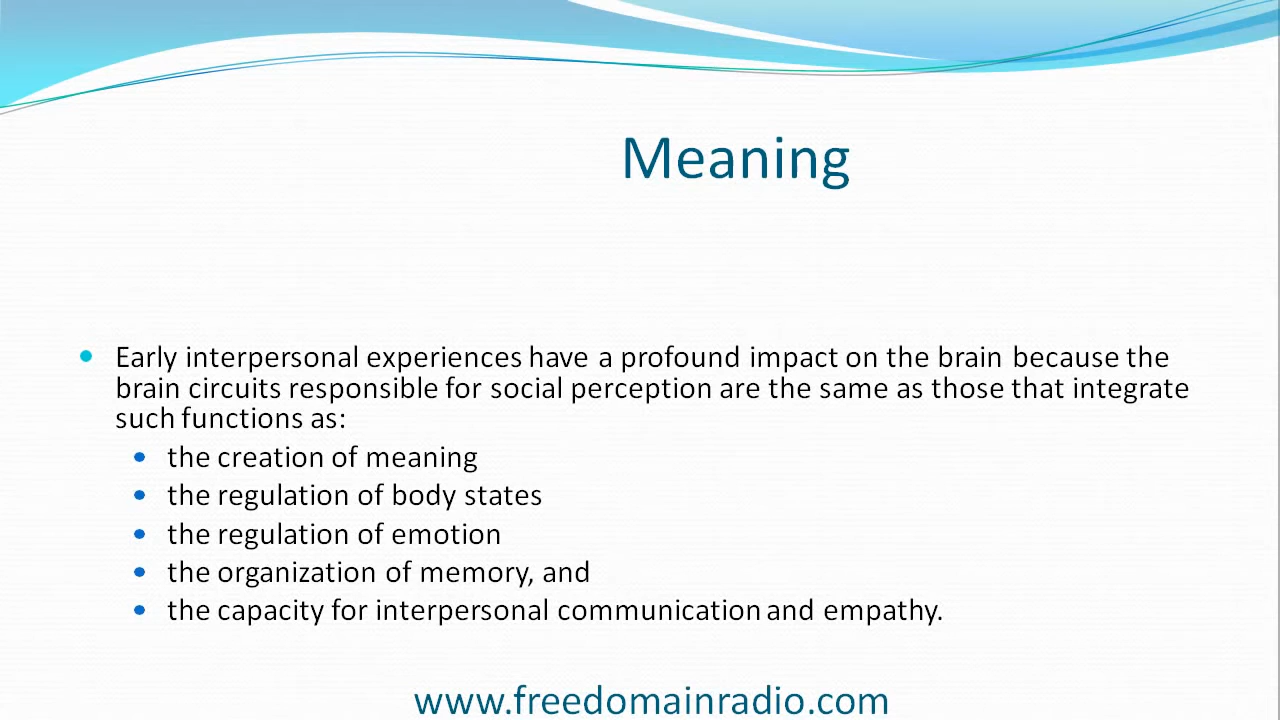 Meaning
Early interpersonal experiences have a profound impact on the brain because the
brain circuits responsible for social perception are the same as those that integrate
such functions as:
the creation of meaning
the regulation of body states
the regulation of emotion
the organization of memory, and
the capacity for interpersonal communication and empathy.
www.freedomainradio.com